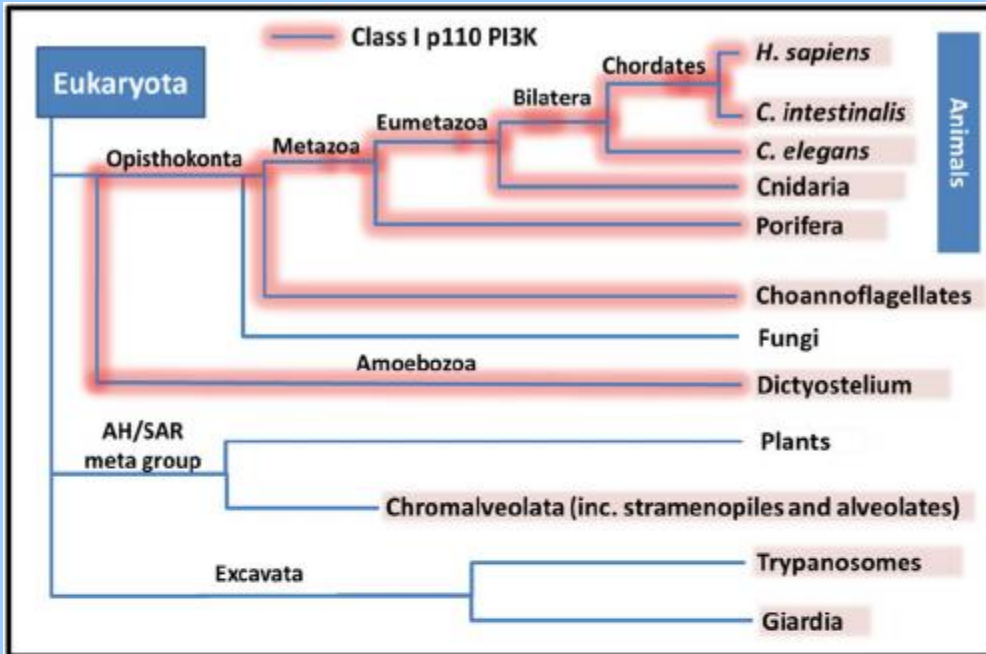 Class I p110 PI3K
Eukaryota
Chordates
H. sapiens
Bilatera
C. intestinalis
Eumetazoa
Metazoa
Opisthokonta
C. elegans
Cnidaria
Porifera
Animals
Choannoflagellates
Fungi
Amoebozoa
Dictyostelium
AH/SAR
meta group
Plants
Chromalveolata (inc. stramenopiles and alveolates)
Excavata
Trypanosomes
Giardia